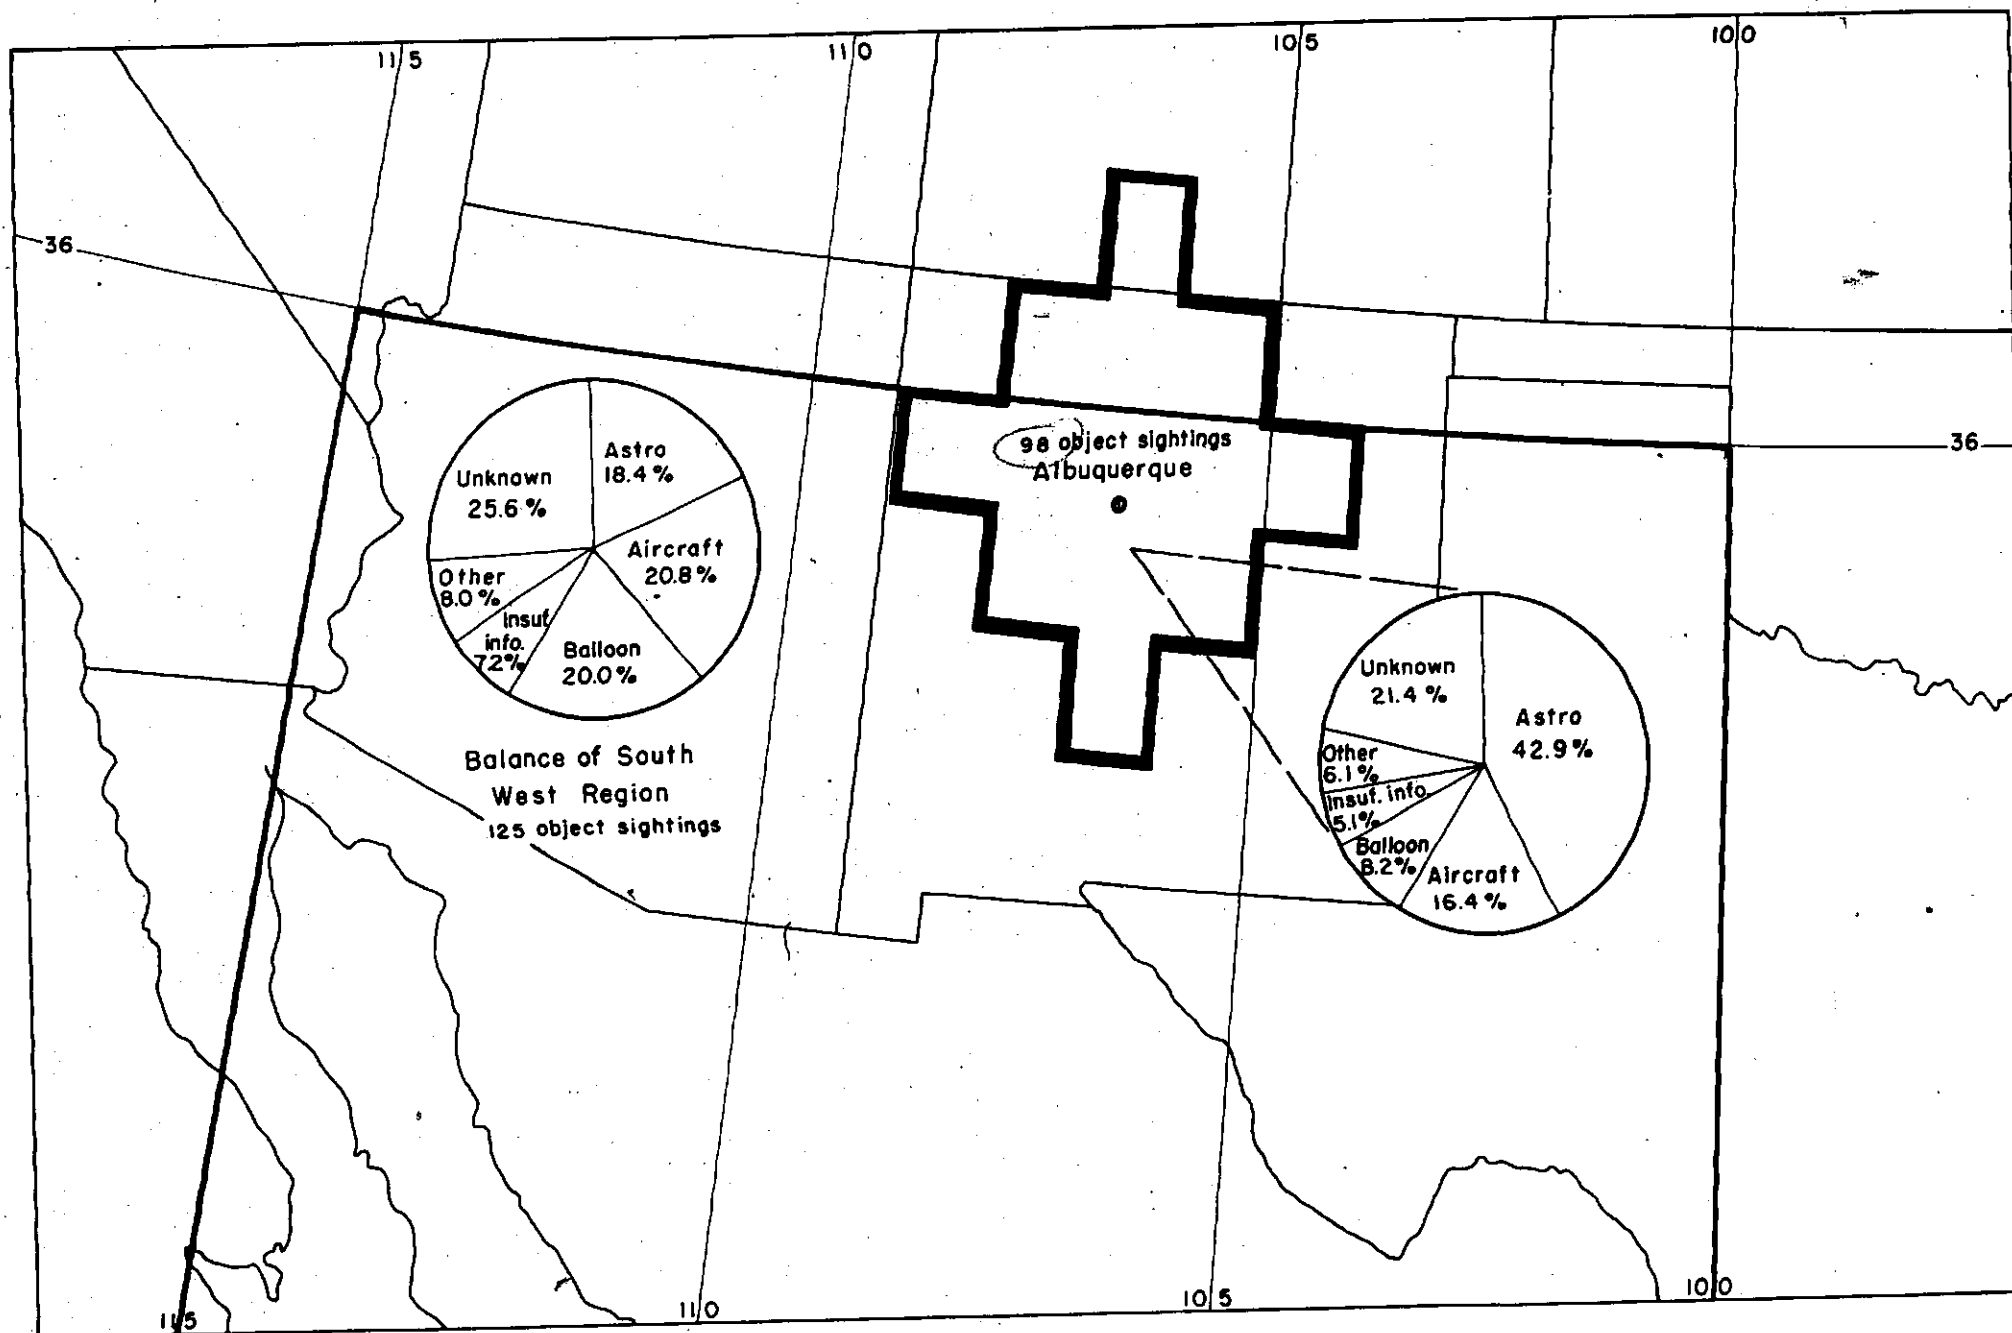 115
110
105
100
36
36
98 object sightings
Albuquerque
Unknown
25.6 %
Astro
18.4 %
Aircraft
20.8 %
Balloon
20.0 %
Insuf.
info.
7.2%
Other
8.0 %
Balance of South
West Region
125 object sightings
Unknown
21.4 %
Astro
42.9 %
Other
6.1 %
Insuf. info.
5.1%
Balloon
8.2%
Aircraft
16.4 %
115
110
105
100